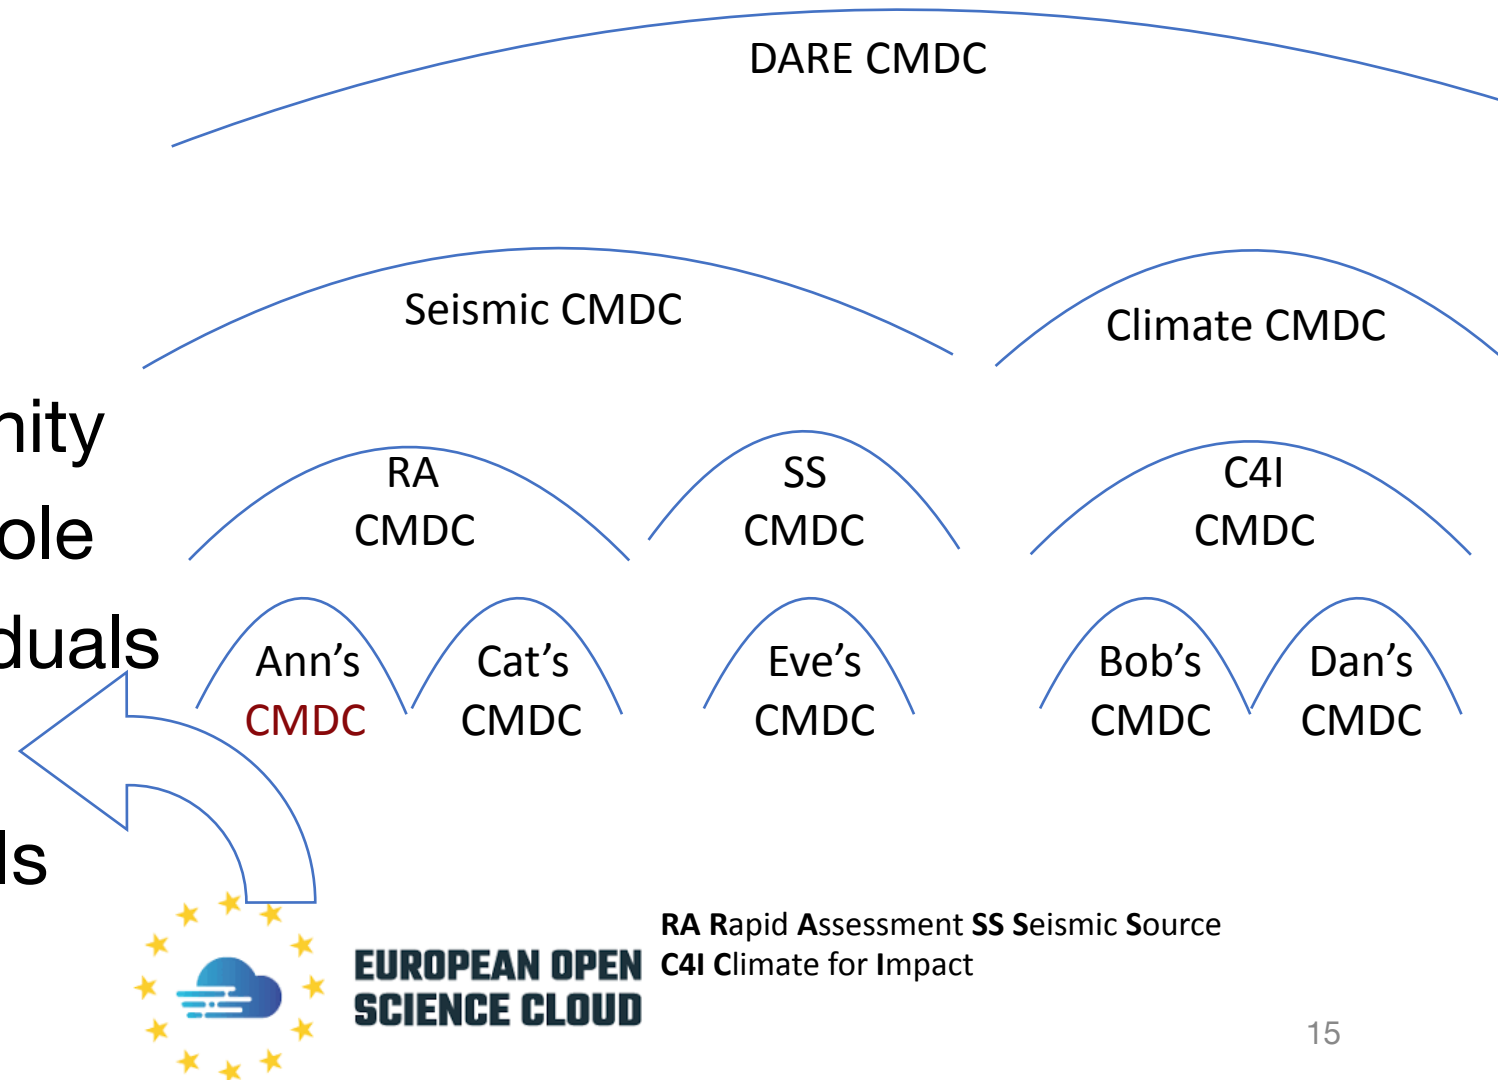 DARE CMDC
Seismic CMDC
Climate CMDC
nity
ole
duals
ls
RA
CMDC
SS
CMDC
C4I
CMDC
Ann’s
CMDC
Cat’s
CMDC
Eve’s
CMDC
Bob’s
CMDC
Dan’s
CMDC
EUROPEAN OPEN
SCIENCE CLOUD
RA Rapid Assessment SS Seismic Source
C4I Climate for Impact
15